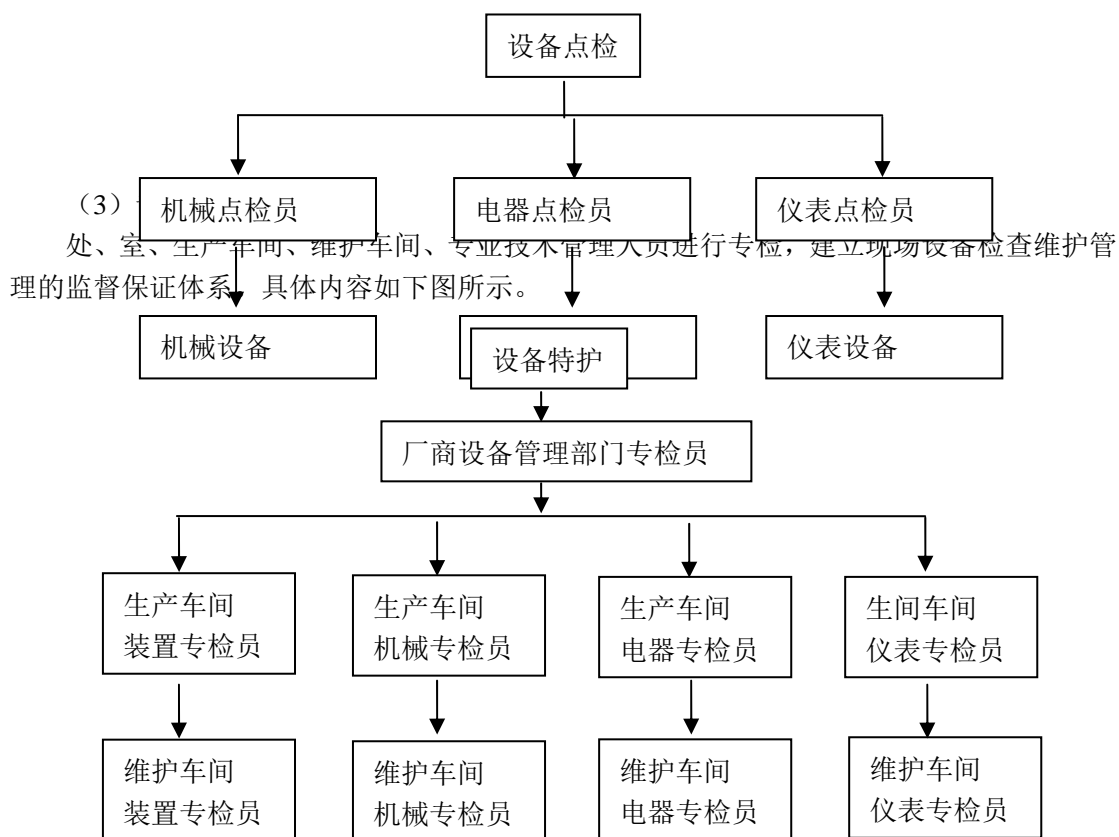 设备点检
机械点检员
电器点检员
仪表点检员
（3）
处、室、生产车间、维护车间、专业技术管理人员进行专检，建立现场设备检查维护管
理的监督保证体系 具体内容如下图所示。
机械设备
设备特护
仪表设备
厂商设备管理部门专检员
生产车间
装置专检员
生产车间
机械专检员
生产车间
电器专检员
生间车间
仪表专检员
维护车间
装置专检员
维护车间
机械专检员
维护车间
电器专检员
维护车间
仪表专检员